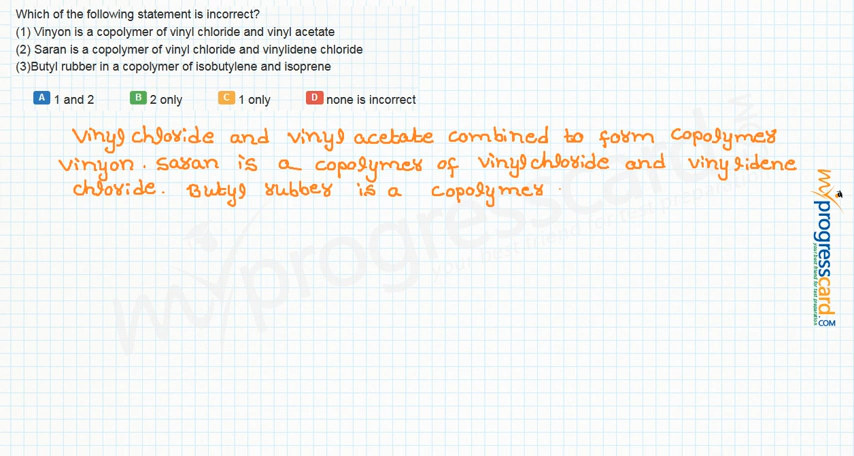 Which of the following statement is incorrect?
(1) Vinyon is a copolymer of vinyl chloride and vinyl acetate
(2) Saran is a copolymer of vinyl chloride and vinylidene chloride
(3)Butyl rubber in a copolymer of isobutylene and isoprene
A 1 and 2 B 2 only C 1 only D none is incorrect
Vinyl chloride and vinyl acetate combined to form copolymer
vinyon. Saran is a copolymer of vinyl chloride and vinylidene
chloride. Butyl rubber is a copolymer
myprogresscard
.COM